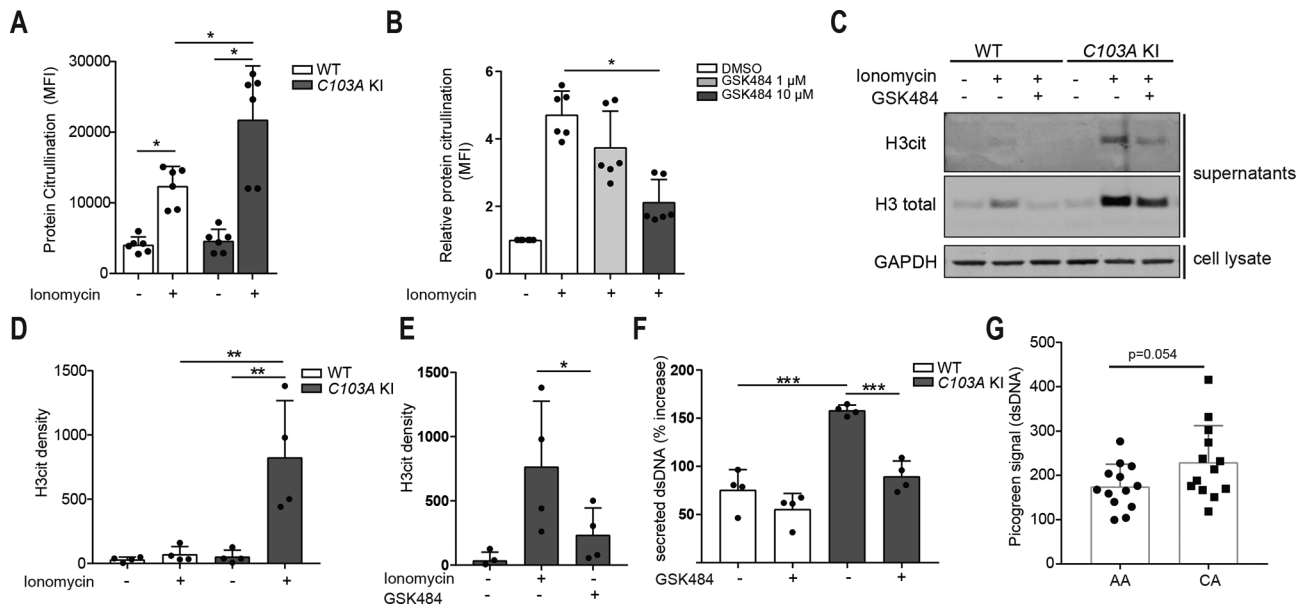 A
Protein Citrullination (MFI)
30000
20000
10000
0
*
*
*
WT
C103A KI
Ionomycin - + - +
B
Relative protein citrullination
(MFI)
6
4
2
0
*
DMSO
GSK484 1 µM
GSK484 10 µM
Ionomycin - + + +
C
WT C103A KI
Ionomycin - + + - + +
GSK484 - - + - - +
H3cit
H3 total
supernatants
GAPDH
cell lysate
D
H3cit density
1500
1000
500
0
**
**
WT
C103A KI
Ionomycin - + - +
E
H3cit density
1500
1000
500
0
*
Ionomycin - + +
GSK484 - - +
F
secreted dsDNA (% increase)
200
150
100
50
0
***
***
WT
C103A KI
GSK484 - + - +
G
Picogreen signal (dsDNA)
500
400
300
200
100
0
p=0.054
AA CA